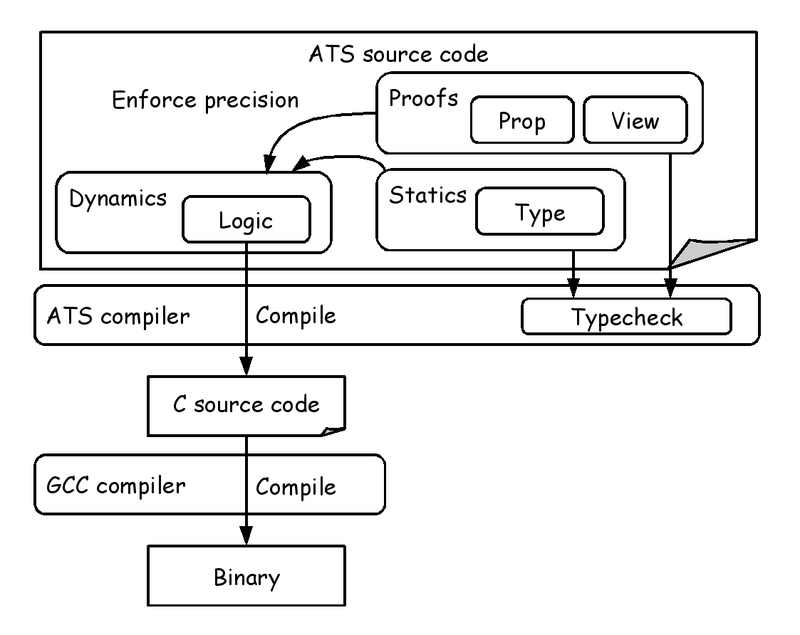 ATS source code
Enforce precision
Proofs
Prop
View
Dynamics
Logic
Statics
Type
ATS compiler
Compile
Typecheck
C source code
GCC compiler
Compile
Binary